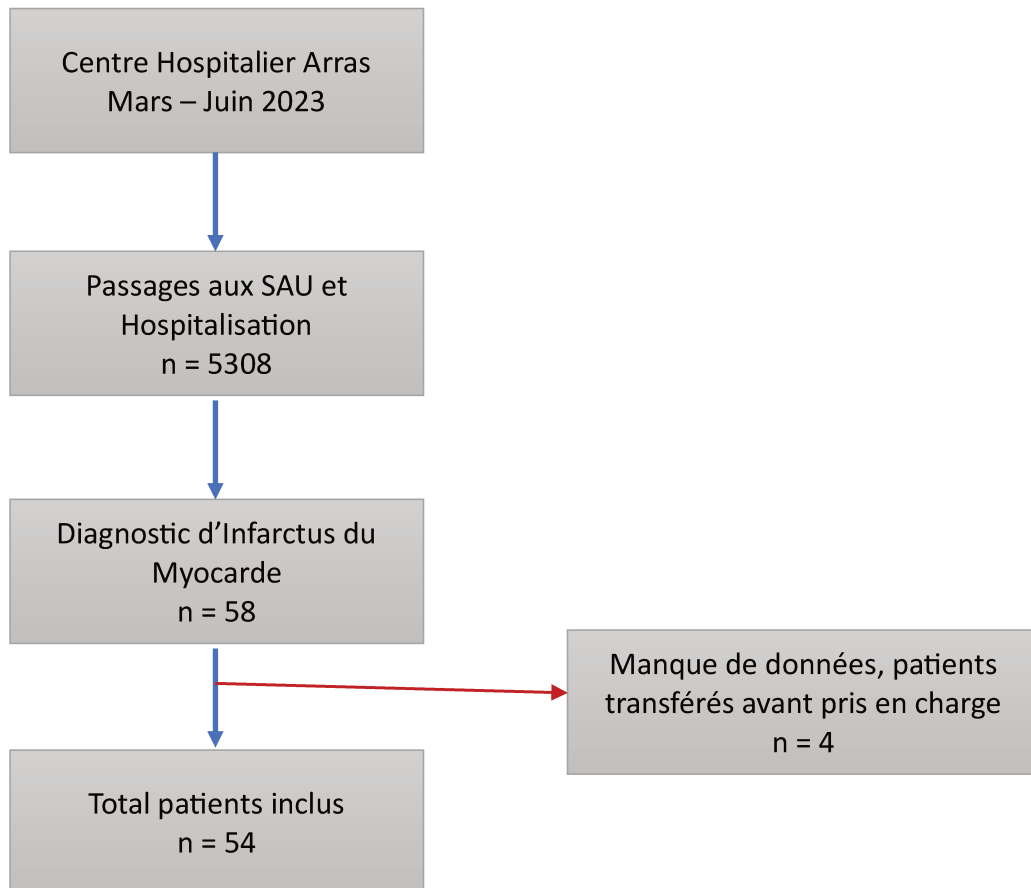 Centre Hospitalier Arras
Mars – Juin 2023
Passages aux SAU et
Hospitalisation
n = 5308
Diagnostic d’Infarctus du
Myocarde
n = 58
Manque de données, patients
transférés avant pris en charge
n = 4
Total patients inclus
n = 54